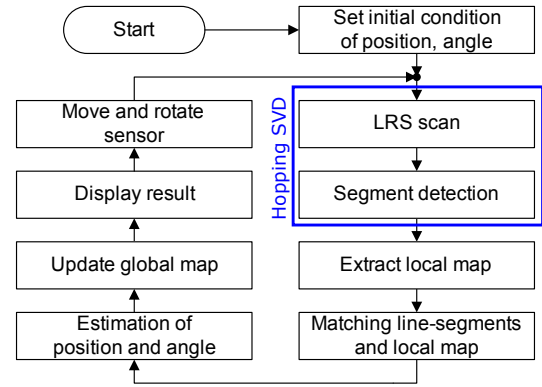 Start
Set initial condition
of position, angle
Hopping SVD
LRS scan
Segment detection
Extract local map
Matching line-segments
and local map
Estimation of
position and angle
Update global map
Display result
Move and rotate
sensor